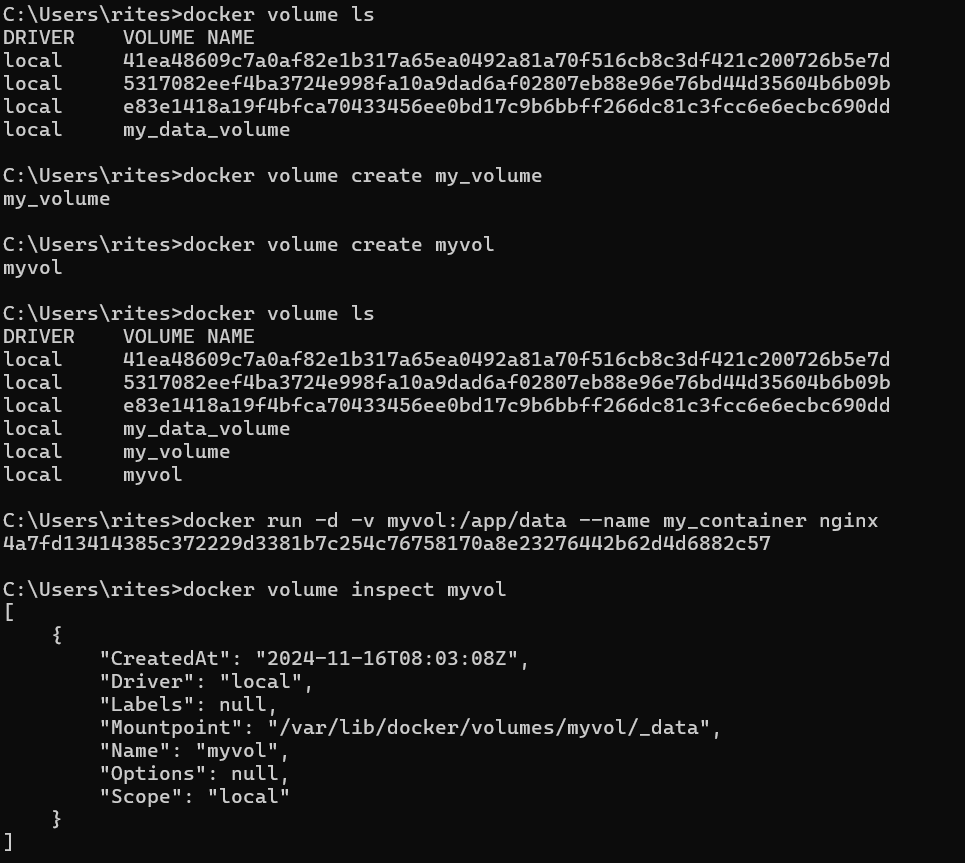 C:\Users\rites>docker volume ls
DRIVER    VOLUME NAME
local     41ea48609c7a0af82e1b317a65ea0492a81a70f516cb8c3df421c200726b5e7d
local     5317082eef4ba3724e998fa10a9dad6af02807eb88e96e76bd44d35604b6b09b
local     e83e1418a19f4bfca70433456ee0bd17c9b6bbff266dc81c3fcc6e6ecbc690dd
local     my_data_volume

C:\Users\rites>docker volume create my_volume
my_volume

C:\Users\rites>docker volume create myvol
myvol

C:\Users\rites>docker volume ls
DRIVER    VOLUME NAME
local     41ea48609c7a0af82e1b317a65ea0492a81a70f516cb8c3df421c200726b5e7d
local     5317082eef4ba3724e998fa10a9dad6af02807eb88e96e76bd44d35604b6b09b
local     e83e1418a19f4bfca70433456ee0bd17c9b6bbff266dc81c3fcc6e6ecbc690dd
local     my_data_volume
local     my_volume
local     myvol

C:\Users\rites>docker run -d -v myvol:/app/data --name my_container nginx
4a7fd13414385c372229d3381b7c254c76758170a8e23276442b62d4d6882c57

C:\Users\rites>docker volume inspect myvol
[
    {
        "CreatedAt": "2024-11-16T08:03:08Z",
        "Driver": "local",
        "Labels": null,
        "Mountpoint": "/var/lib/docker/volumes/myvol/_data",
        "Name": "myvol",
        "Options": null,
        "Scope": "local"
    }
]